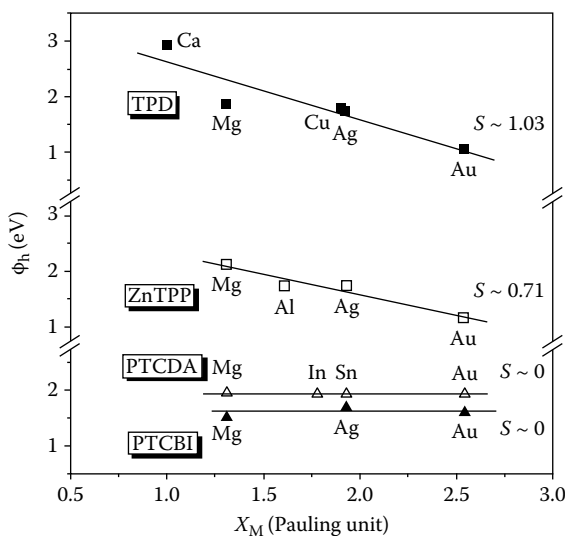 3
Ca
TPD
2
Mg
Cu
Ag
S ~ 1.03
1
Au
ϕh (eV)
3
2
Mg
ZnTPP
Al
Ag
S ~ 0.71
1
Au
PTCDA
Mg
In
Sn
Au
S ~ 0
2
Mg
Ag
Au
S ~ 0
PTCBI
1
0.5
1.0
1.5
2.0
2.5
3.0
XM (Pauling unit)